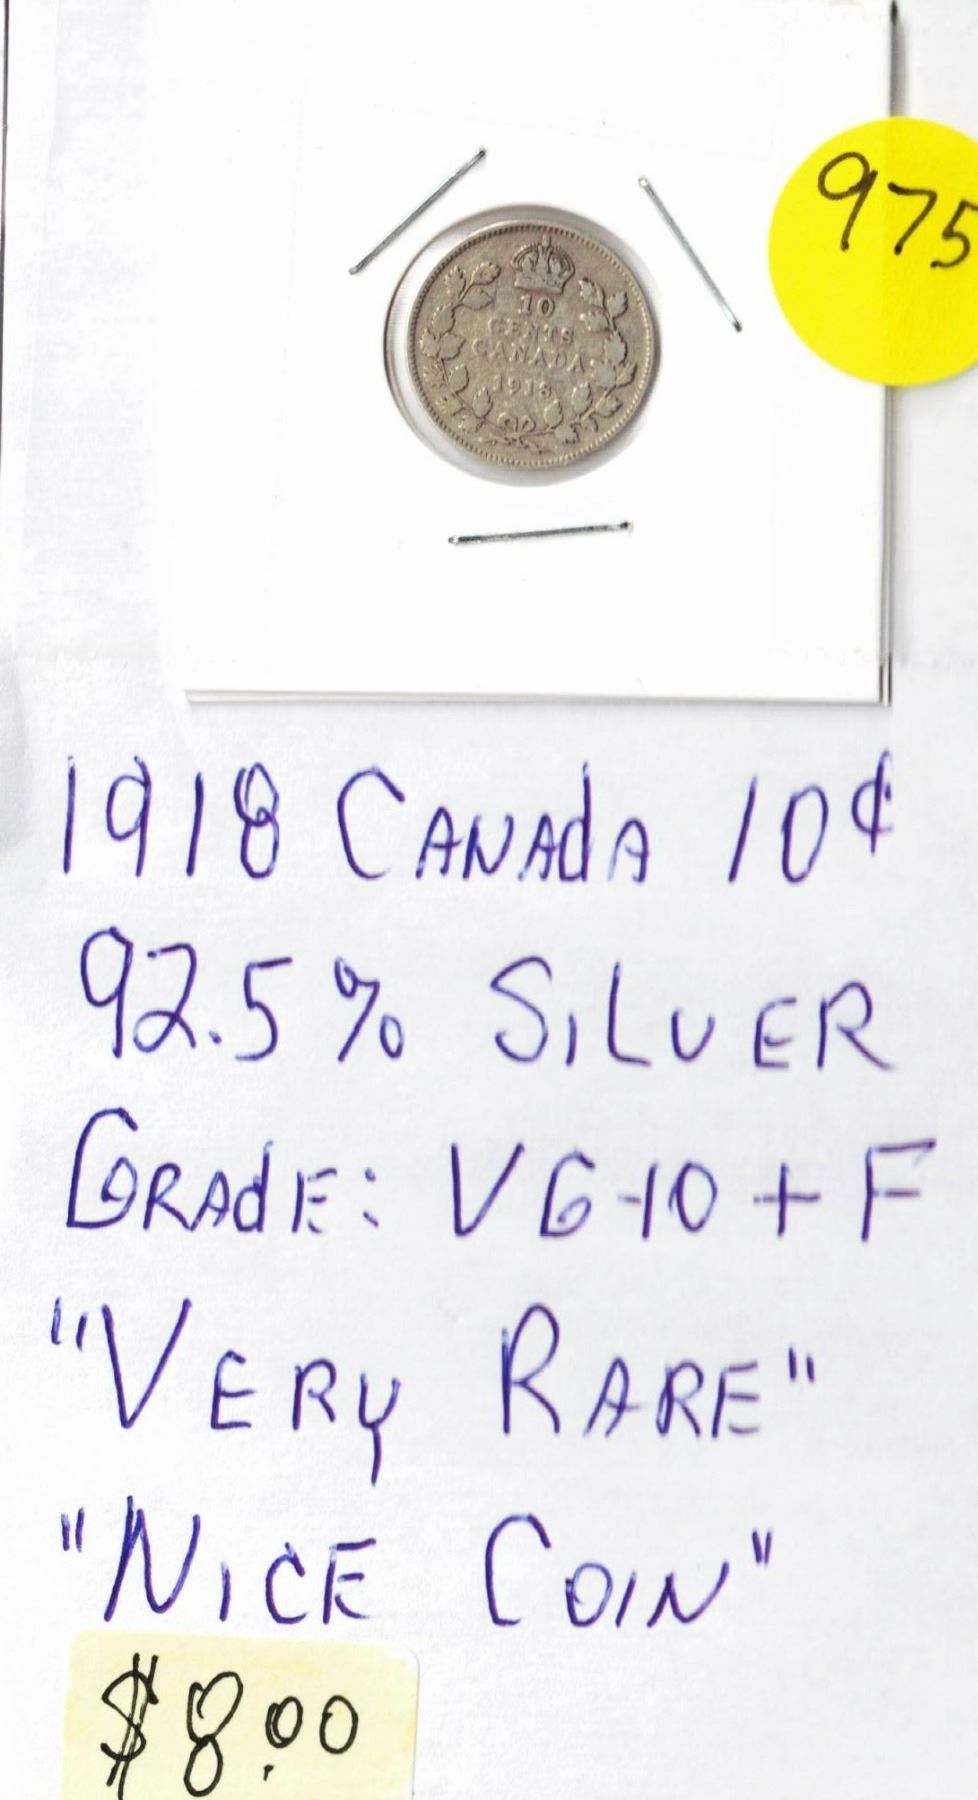 975
10
CENTS
CANADA
1918
1918 CANAdA 10¢
92.5% SiLVER
GRAdE: VG-10 + F
"VERy RARE"
"NiCE COIN"
$8.00